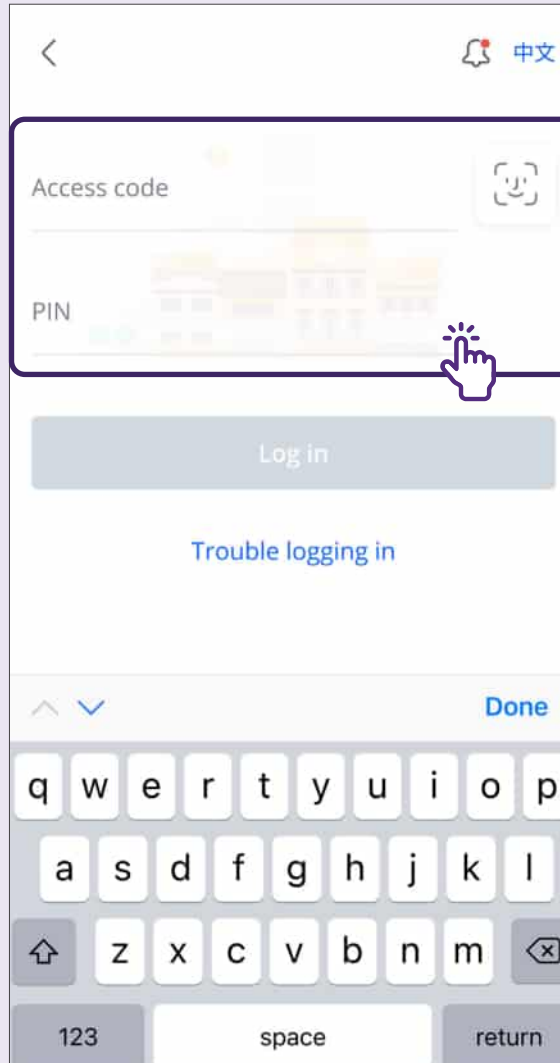 中文
Access code
PIN
Log in
Trouble logging in
Done
q w e r t y u i o p
a s d f g h j k l
z x c v b n m
123 space return